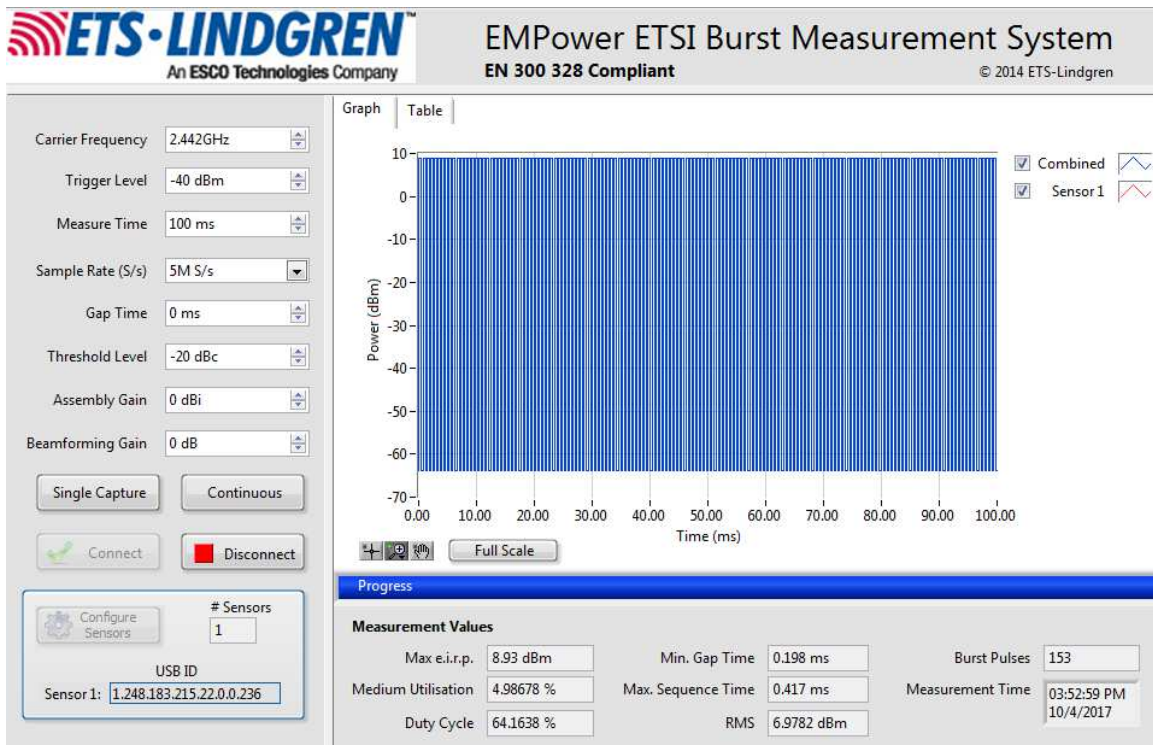 ETS·LINDGREN™
An ESCO Technologies Company
EMPower ETSI Burst Measurement System
EN 300 328 Compliant
© 2014 ETS-Lindgren
Carrier Frequency 2.442GHz
Trigger Level -40 dBm
Measure Time 100 ms
Sample Rate (S/s) 5M S/s
Gap Time 0 ms
Threshold Level -20 dBc
Assembly Gain 0 dBi
Beamforming Gain 0 dB
Single Capture Continuous
Connect Disconnect
Configure Sensors
# Sensors
1
USB ID
Sensor 1: 1.248.183.215.22.0.0.236
Graph Table
Combined
Sensor 1
Power (dBm)
10
0
-10
-20
-30
-40
-50
-60
-70
0.00 10.00 20.00 30.00 40.00 50.00 60.00 70.00 80.00 90.00 100.00
Time (ms)
Full Scale
Progress
Measurement Values
Max e.i.r.p. 8.93 dBm Min. Gap Time 0.198 ms Burst Pulses 153
Medium Utilisation 4.98678 % Max. Sequence Time 0.417 ms Measurement Time 03:52:59 PM
10/4/2017
Duty Cycle 64.1638 % RMS 6.9782 dBm